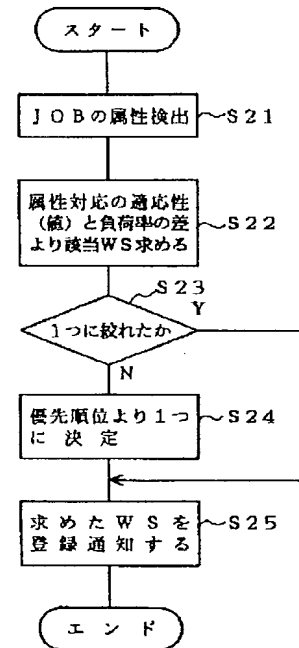 スタート
JOBの属性検出
S21
属性対応の適応性
(値)と負荷率の差
より該当WS求める
S22
S23
1つに絞れたか
Y
N
優先順位より1つ
に決定
S24
求めたWSを
登録通知する
S25
エンド